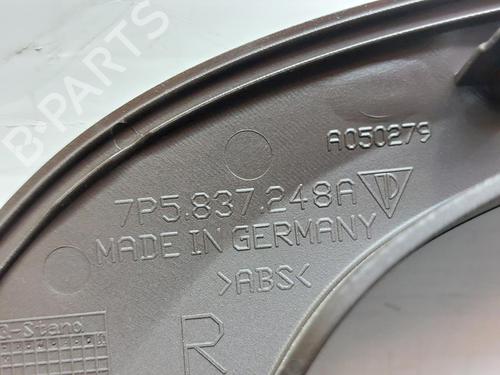 B-PARTS
A050279
7P5.837.248A
MADE IN GERMANY
>ABS<
R